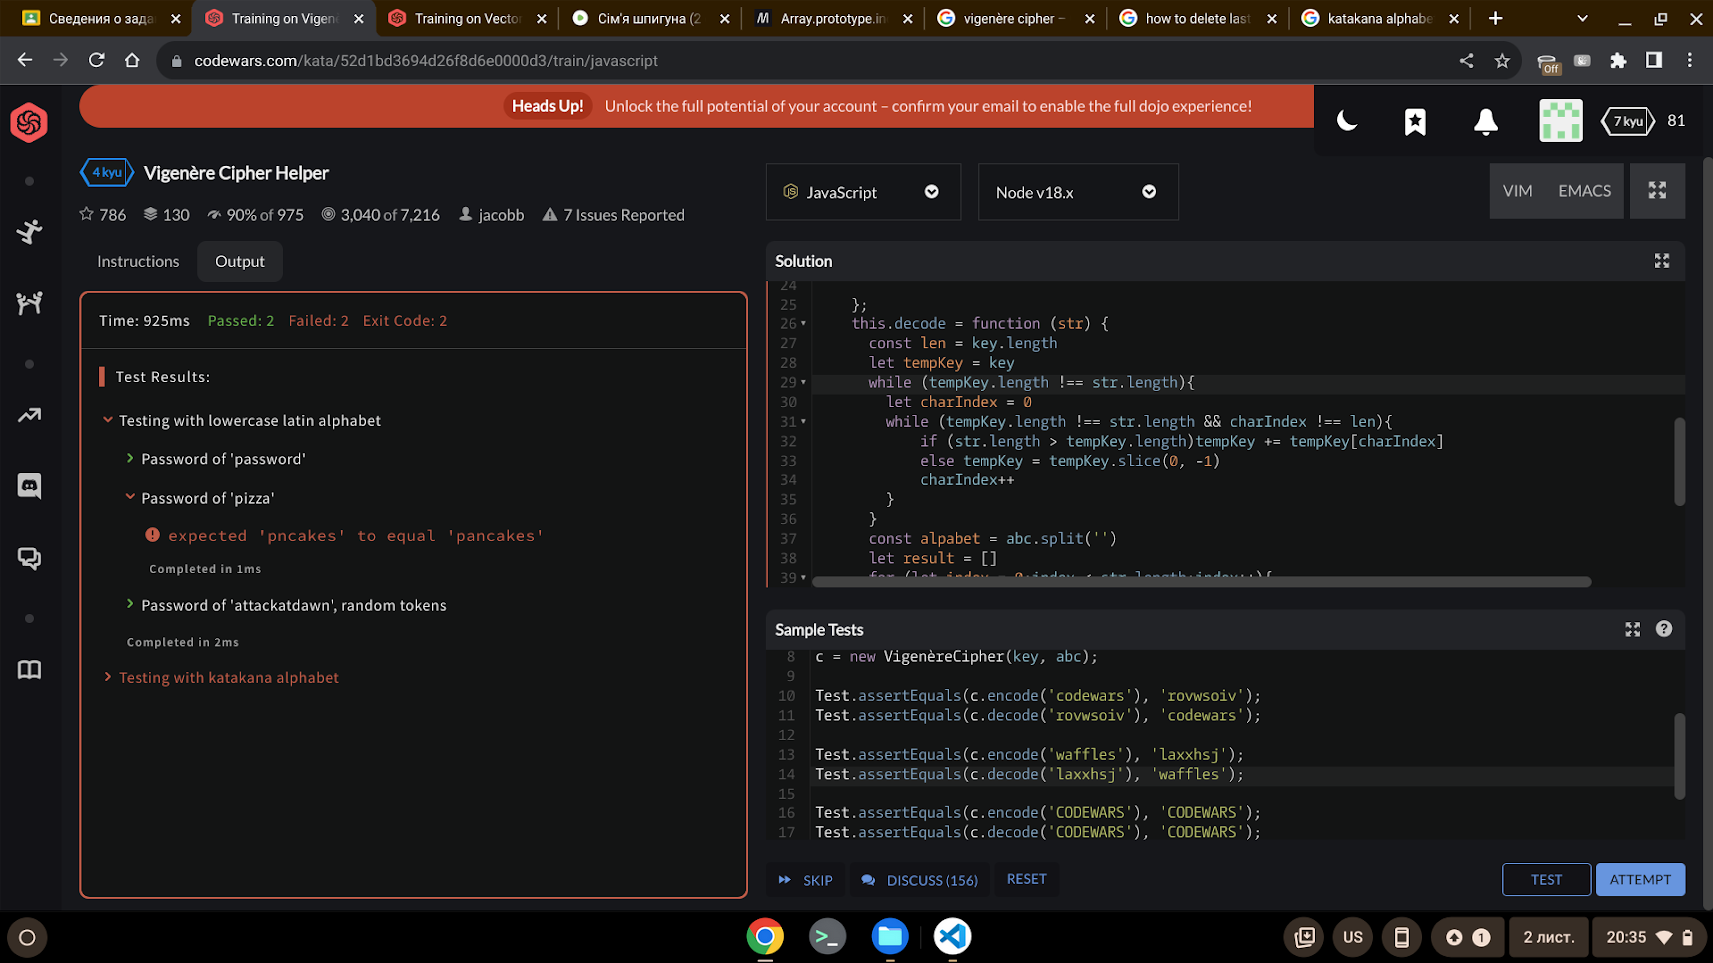 Сведения о зада
Training on Vigen
Training on Vecto
Сім'я шпигуна (2
Array.prototype.in
vigenère cipher –
how to delete last
katakana alphabe
codewars.com/kata/52d1bd3694d26f8d6e0000d3/train/javascript
Off
Heads Up! Unlock the full potential of your account – confirm your email to enable the full dojo experience!
7 kyu 81
4 kyu Vigenère Cipher Helper
786 130 90% of 975 3,040 of 7,216 jacobb 7 Issues Reported
JavaScript
Node v18.x
VIM EMACS
Instructions Output
Time: 925ms Passed: 2 Failed: 2 Exit Code: 2
Test Results:
Testing with lowercase latin alphabet
Password of 'password'
Password of 'pizza'
expected 'pncakes' to equal 'pancakes'
Completed in 1ms
Password of 'attackatdawn', random tokens
Completed in 2ms
Testing with katakana alphabet
Solution
24
25 };
26 this.decode = function (str) {
27 const len = key.length
28 let tempKey = key
29 while (tempKey.length !== str.length){
30 let charIndex = 0
31 while (tempKey.length !== str.length && charIndex !== len){
32 if (str.length > tempKey.length)tempKey += tempKey[charIndex]
33 else tempKey = tempKey.slice(0, -1)
34 charIndex++
35 }
36 }
37 const alpabet = abc.split('')
38 let result = []
39 for (let index = 0;index < str.length;index++){
Sample Tests
8 c = new VigenèreCipher(key, abc);
9
10 Test.assertEquals(c.encode('codewars'), 'rovwsoiv');
11 Test.assertEquals(c.decode('rovwsoiv'), 'codewars');
12
13 Test.assertEquals(c.encode('waffles'), 'laxxhsj');
14 Test.assertEquals(c.decode('laxxhsj'), 'waffles');
15
16 Test.assertEquals(c.encode('CODEWARS'), 'CODEWARS');
17 Test.assertEquals(c.decode('CODEWARS'), 'CODEWARS');
SKIP DISCUSS (156) RESET
TEST ATTEMPT
US 1 2 лист. 20:35